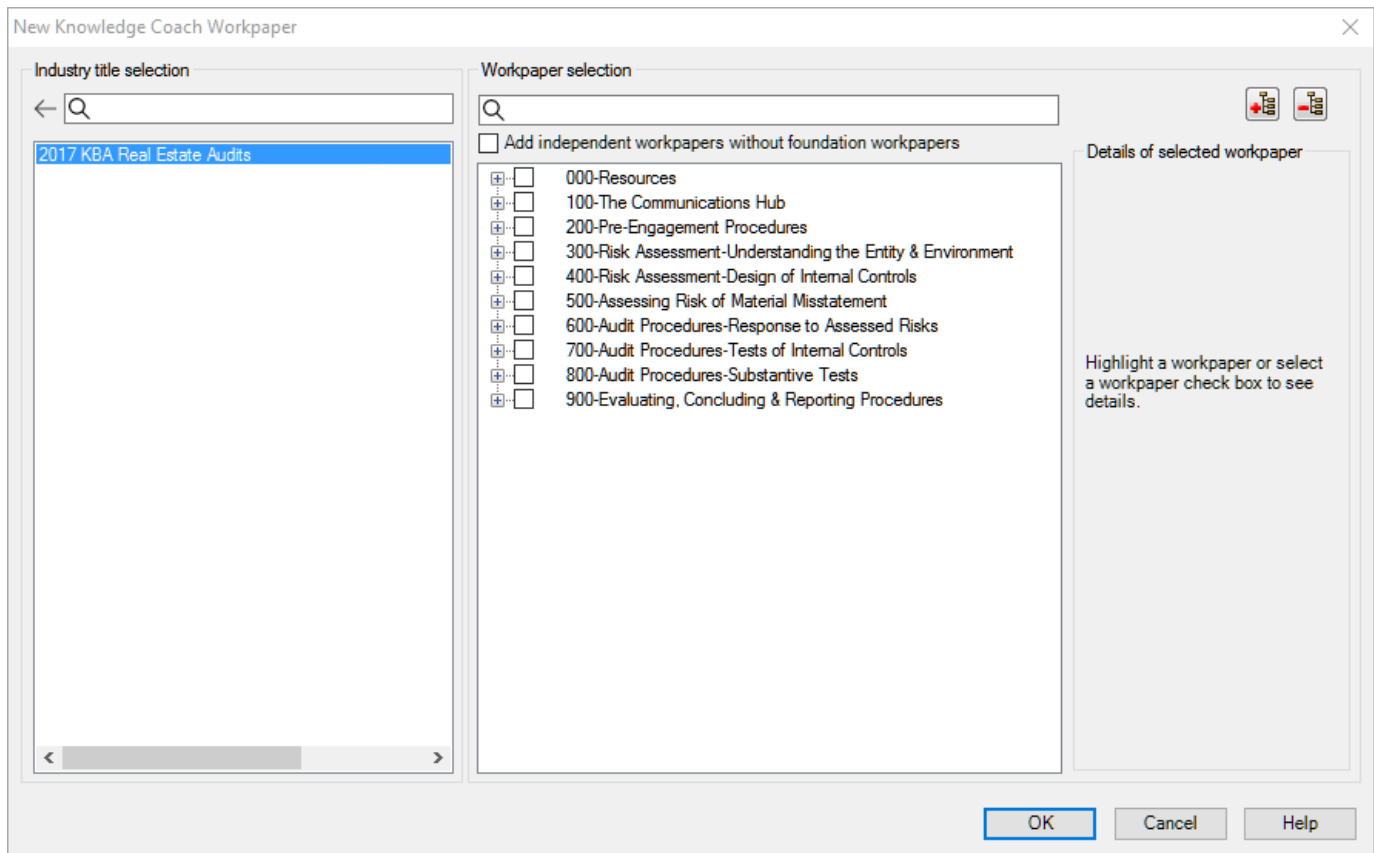 New Knowledge Coach Workpaper
Industry title selection
2017 KBA Real Estate Audits
Workpaper selection
Add independent workpapers without foundation workpapers
000-Resources
100-The Communications Hub
200-Pre-Engagement Procedures
300-Risk Assessment-Understanding the Entity & Environment
400-Risk Assessment-Design of Internal Controls
500-Assessing Risk of Material Misstatement
600-Audit Procedures-Response to Assessed Risks
700-Audit Procedures-Tests of Internal Controls
800-Audit Procedures-Substantive Tests
900-Evaluating, Concluding & Reporting Procedures
Details of selected workpaper
Highlight a workpaper or select
a workpaper check box to see
details.
OK Cancel Help